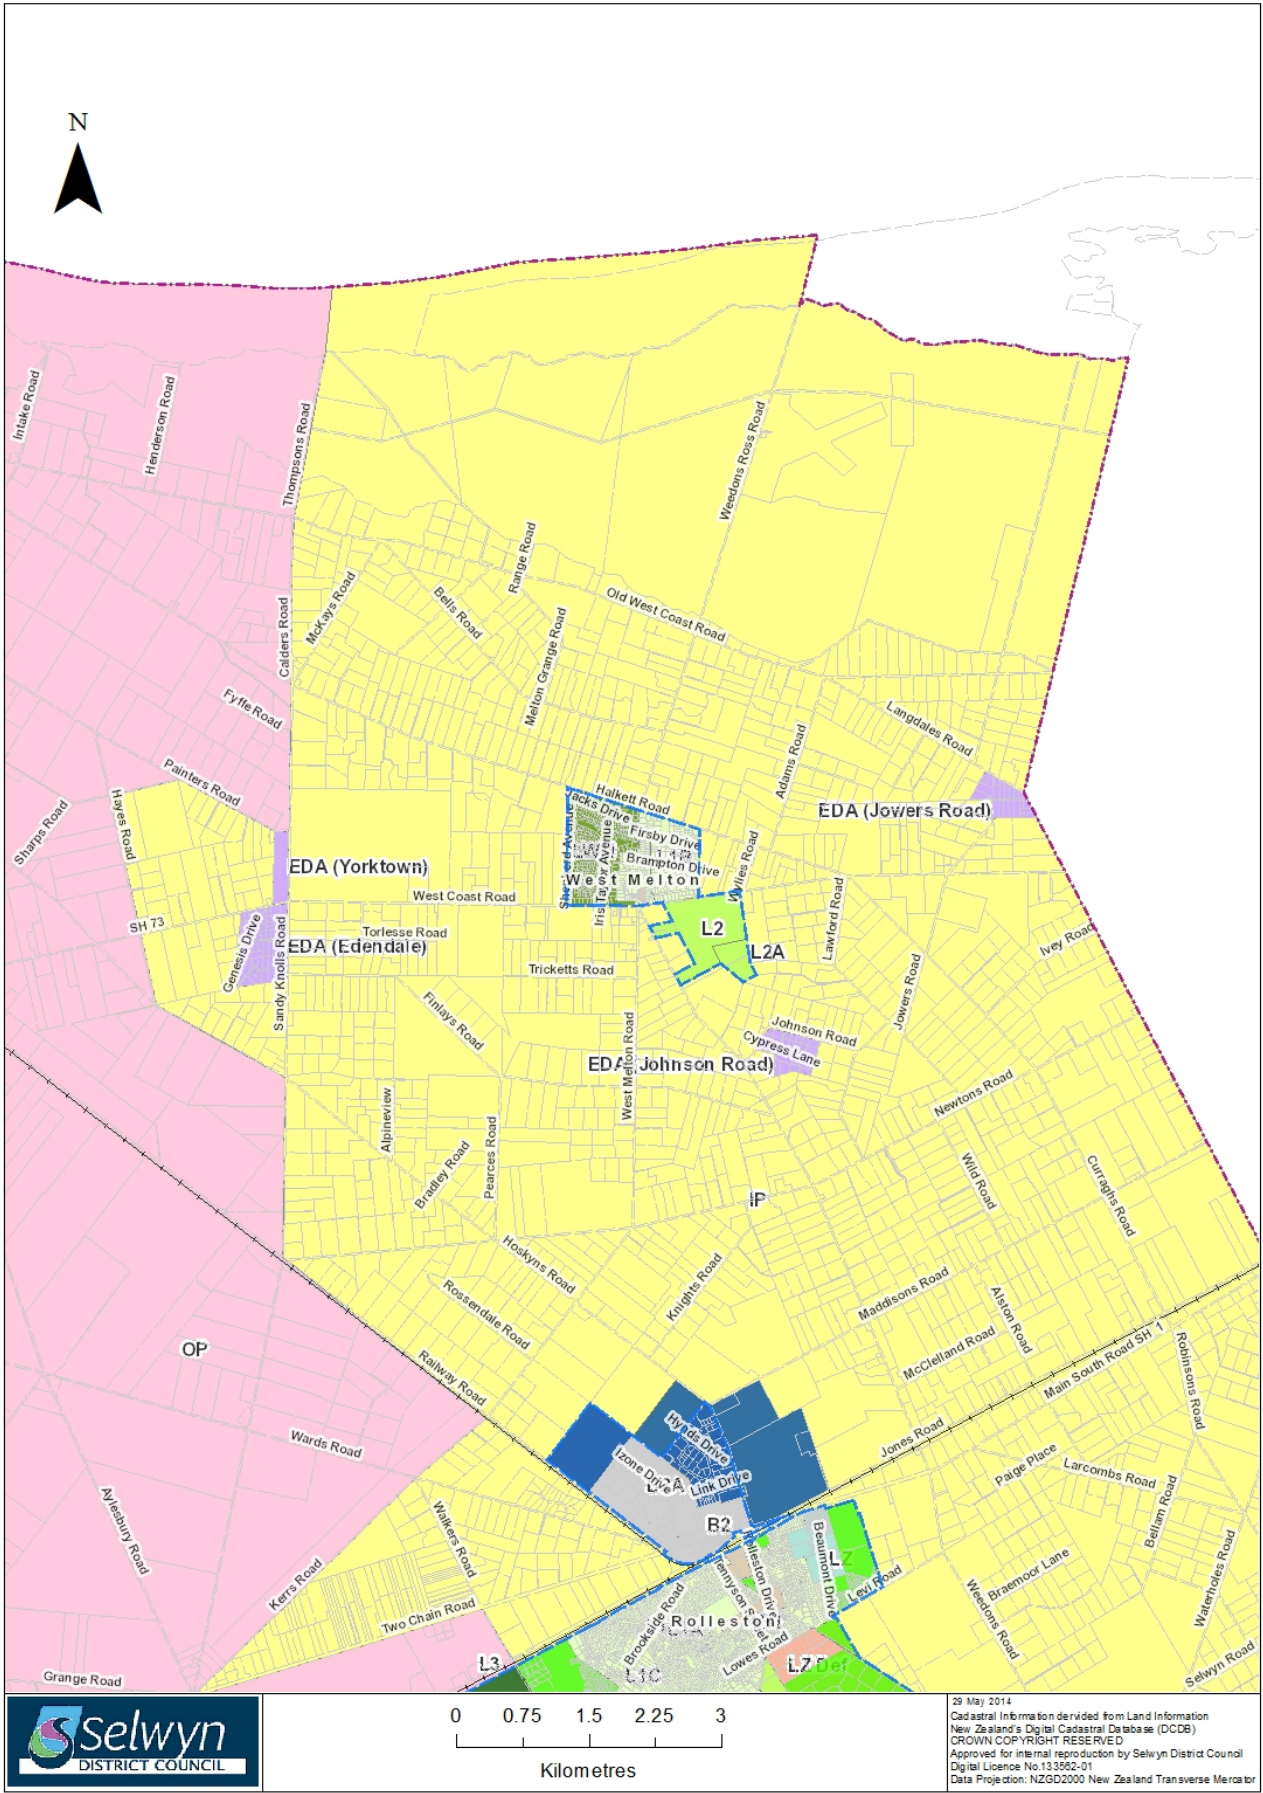 N
Intake Road
Henderson Road
Thompsons Road
Weedons Ross Road
Range Road
McKays Road
Bells Road
Old West Coast Road
Calders Road
Melton Grange Road
Fyffe Road
Langdales Road
Adams Road
Painters Road
Hayes Road
Sharps Road
Halkett Road
Jacks Drive
EDA (Jowers Road)
Firsby Drive
Brampton Drive
Wylies Road
EDA (Yorktown)
West Melton
West Coast Road
SH 73
Genesis Drive
Torlesse Road
EDA (Edendale)
Sandy Knolls Road
L2
L2A
Lawford Road
Ivey Road
Tricketts Road
Finlays Road
Jowers Road
Johnson Road
Cypress Lane
EDA (Johnson Road)
West Melton Road
Newtons Road
Alpineview
Bradley Road
Pearces Road
Wild Road
Curraghs Road
IP
Hoskyns Road
Knights Road
Rossendale Road
Maddisons Road
Alston Road
McClelland Road
Main South Road SH 1
Robinsons Road
OP
Railway Road
Wards Road
Hynds Drive
Izone Drive
Link Drive
Jones Road
Paige Place
Larcombs Road
Aylesbury Road
Walkers Road
B2
Beaumont Drive
LZ
Levi Road
Bellam Road
Braemoor Lane
Weedons Road
Waterholes Road
Kerrs Road
Two Chain Road
Brookside Road
Rolleston
Lowes Road
L3
L1C
LZ Def
Selwyn Road
Grange Road
Selwyn
DISTRICT COUNCIL
0 0.75 1.5 2.25 3
Kilometres
29 May 2014
Cadastral Information dervided from Land Information
New Zealand's Digital Cadastral Database (DCDB)
CROWN COPYRIGHT RESERVED
Approved for internal reproduction by Selwyn District Council
Digital Licence No.133562-01
Data Projection: NZGD2000 New Zealand Transverse Mercator